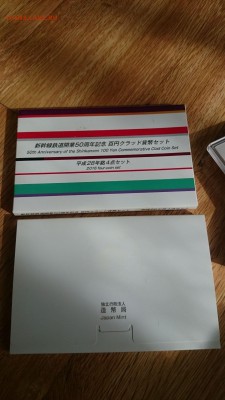 新幹線鉄道開業50周年記念 百円クラッド貨幣セット
50th Anniversary of the Shinkansen 100 Yen Commemorative Clad Coin Set
平成28年銘4点セット
2016 four coin set
独立行政法人
造幣局
Japan Mint